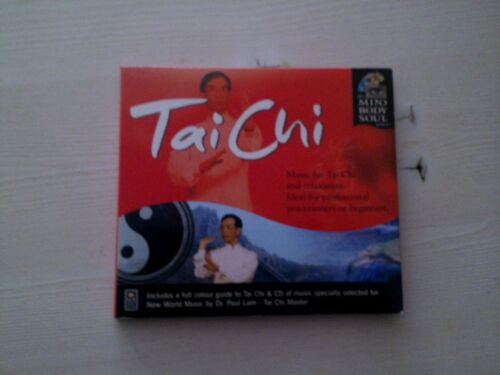 MIND
BODY
SOUL
Tai Chi
Music for Tai Chi
and relaxation.
Ideal for professional
practitioners or beginners.
Includes a full colour guide to Tai Chi & CD of music specially selected for
New World Music by Dr. Paul Lam - Tai Chi Master